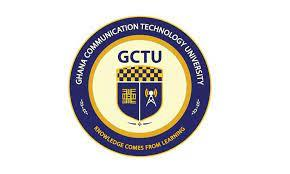 GHANA COMMUNICATION TECHNOLOGY UNIVERSITY
GCTU
KNOWLEDGE COMES FROM LEARNING